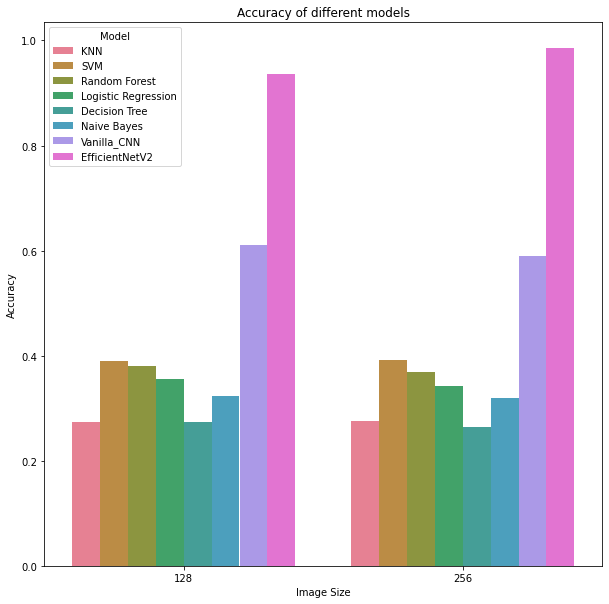 Accuracy of different models
Model
KNN
SVM
Random Forest
Logistic Regression
Decision Tree
Naive Bayes
Vanilla_CNN
EfficientNetV2
1.0
0.8
0.6
0.4
0.2
0.0
Accuracy
128
256
Image Size